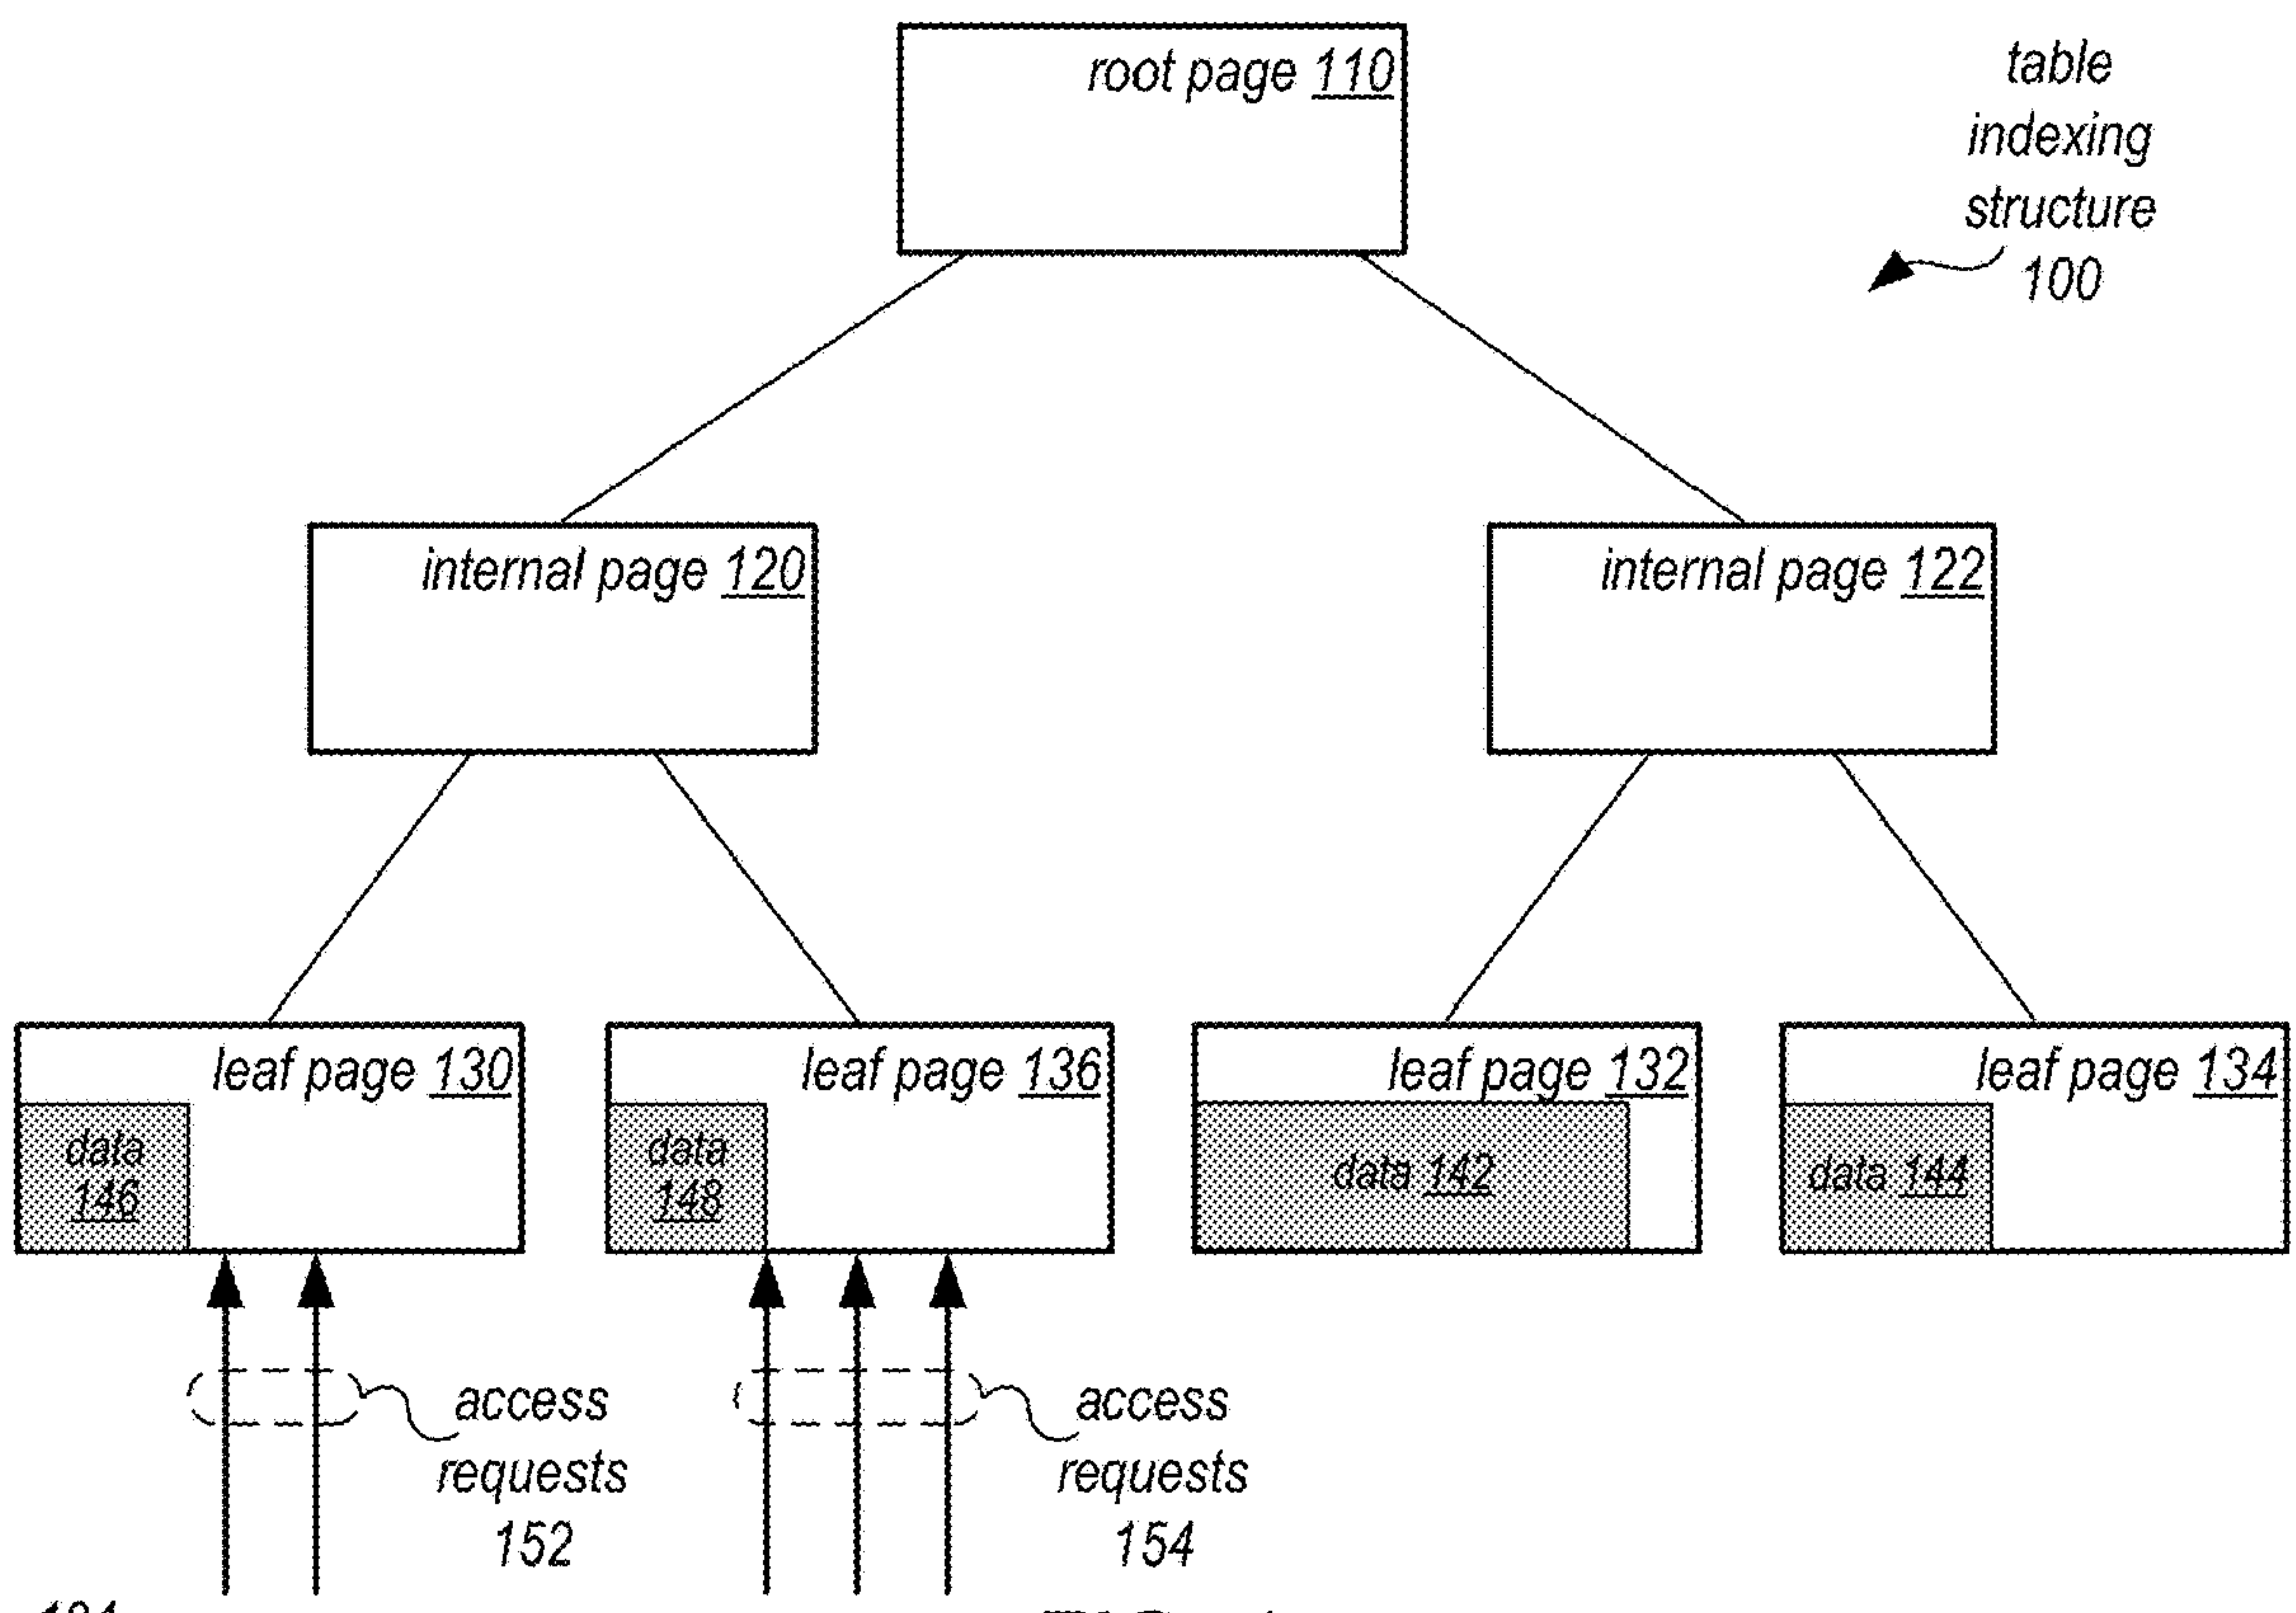 root page 110
table
indexing
structure
100
internal page 120
internal page 122
leaf page 130
leaf page 136
leaf page 132
leaf page 134
data
146
data
148
data 142
data 144
access
requests
152
access
requests
154